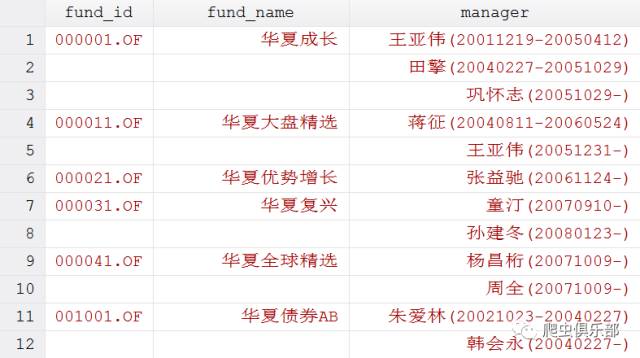 fund_id fund_name manager
1 000001.OF 华夏成长 王亚伟(20011219-20050412)
2 田擎(20040227-20051029)
3 巩怀志(20051029-)
4 000011.OF 华夏大盘精选 蒋征(20040811-20060524)
5 王亚伟(20051231-)
6 000021.OF 华夏优势增长 张益驰(20061124-)
7 000031.OF 华夏复兴 童汀(20070910-)
8 孙建冬(20080123-)
9 000041.OF 华夏全球精选 杨昌桁(20071009-)
10 周全(20071009-)
11 001001.OF 华夏债券AB 朱爱林(20021023-20040227)
12 韩会永(20040227-)
爬虫俱乐部